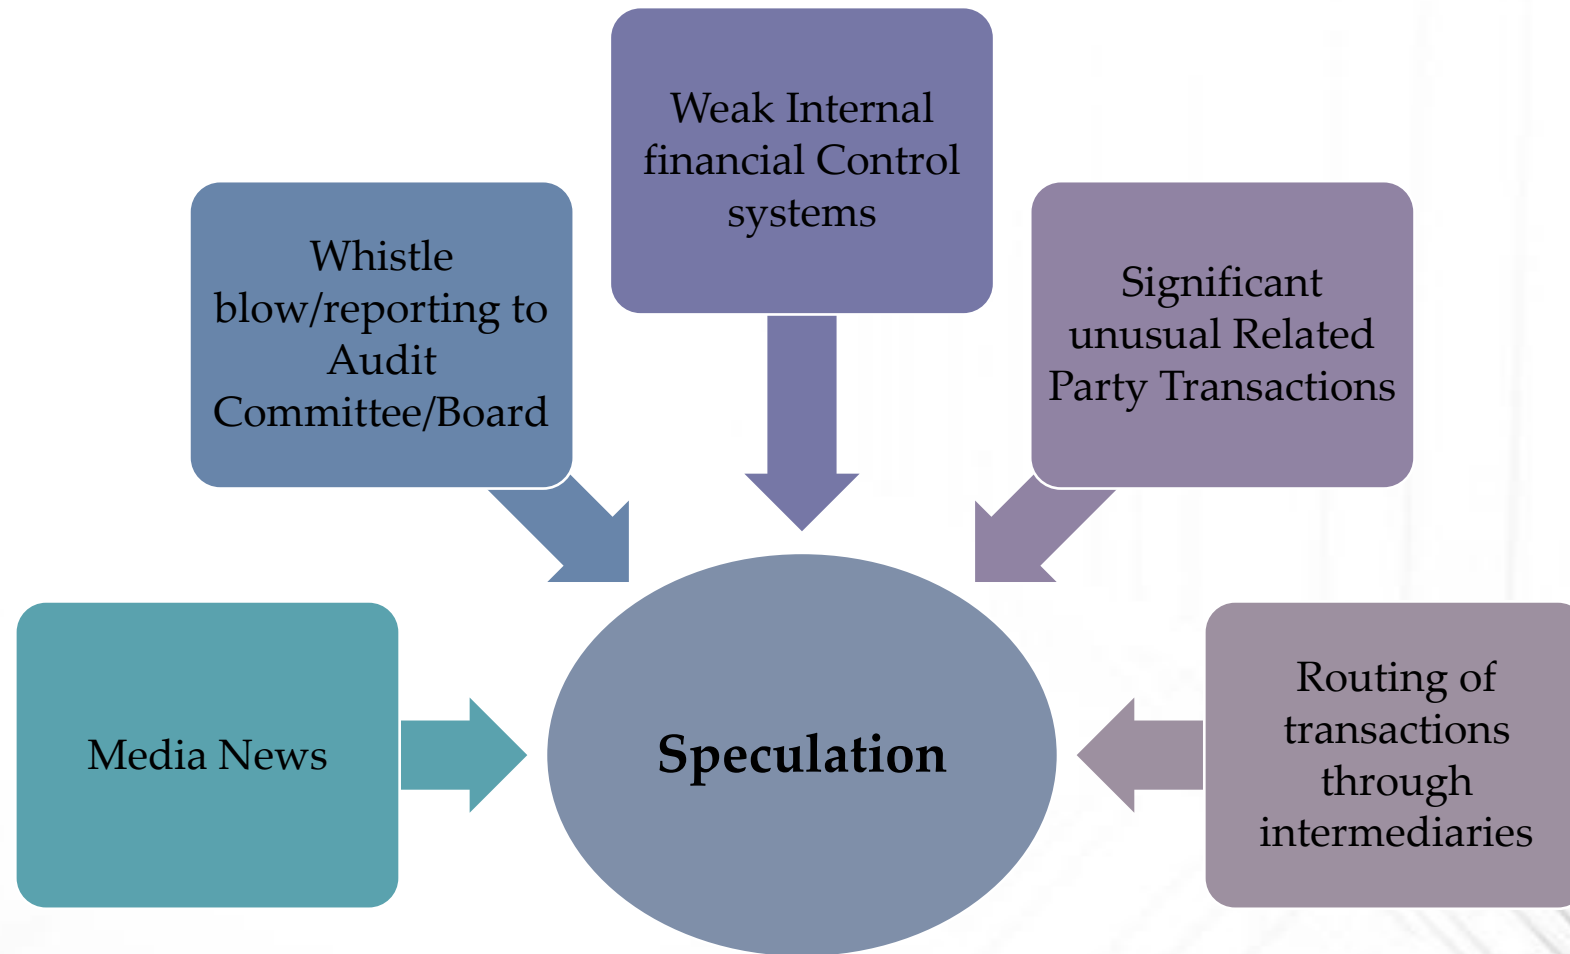 Weak Internal
financial Control
systems
Whistle
blow/reporting to
Audit
Committee/Board
Significant
unusual Related
Party Transactions
Media News
Speculation
Routing of
transactions
through
intermediaries